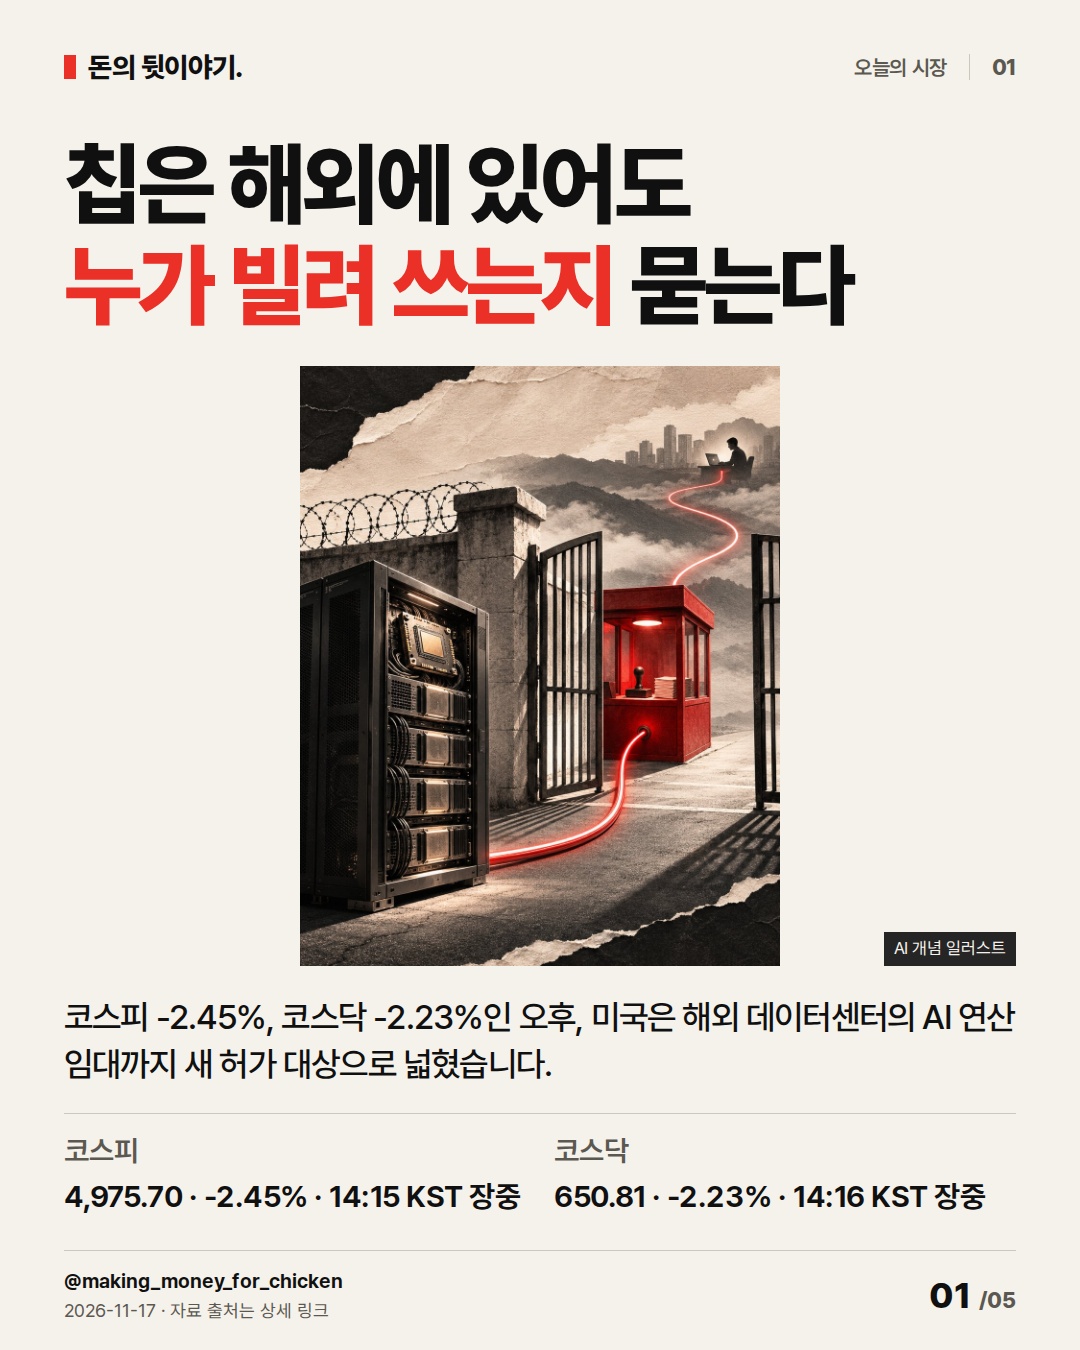 돈의 뒷이야기.
오늘의 시장 01
칩은 해외에 있어도
누가 빌려 쓰는지 묻는다
AI 개념 일러스트
코스피 -2.45%, 코스닥 -2.23%인 오후, 미국은 해외 데이터센터의 AI 연산
임대까지 새 허가 대상으로 넓혔습니다.
코스피
4,975.70 · -2.45% · 14:15 KST 장중
코스닥
650.81 · -2.23% · 14:16 KST 장중
@making_money_for_chicken
2026-11-17 · 자료 출처는 상세 링크
01 /05